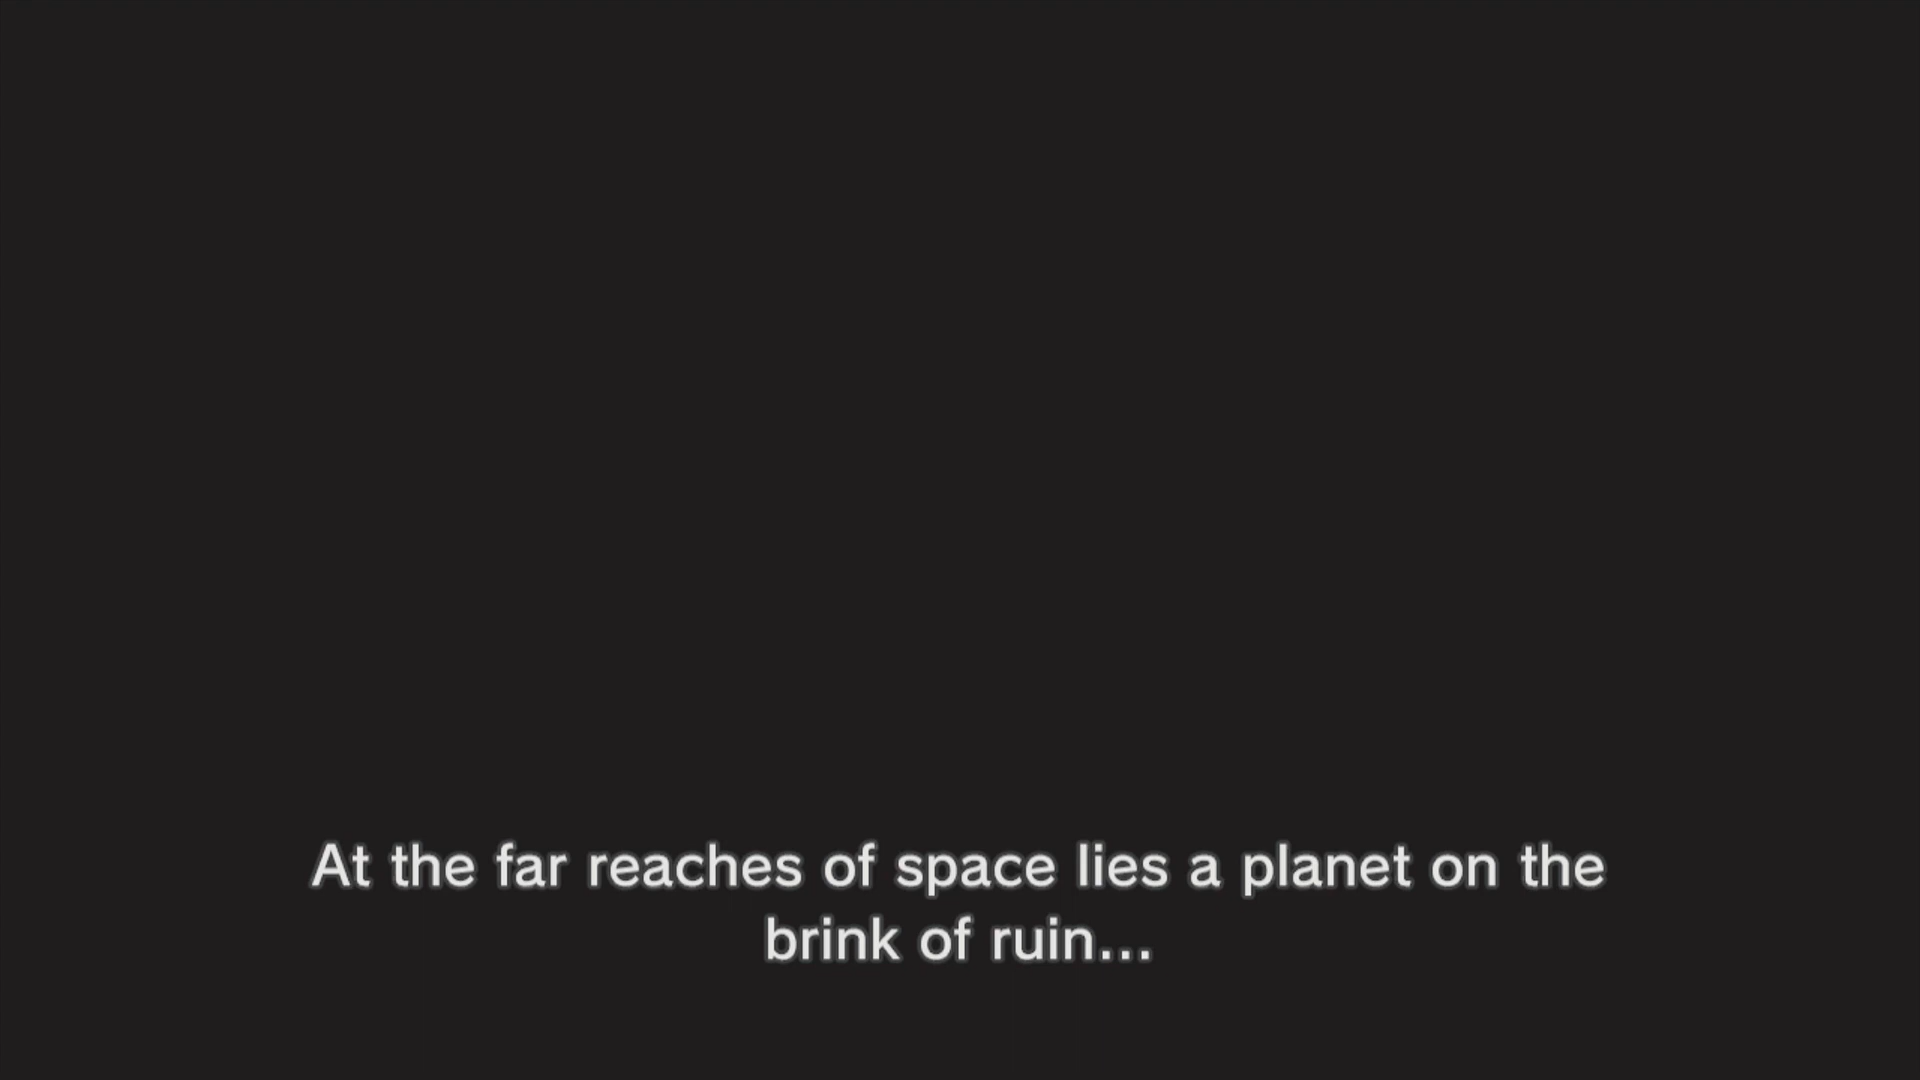 At the far reaches of space lies a planet on the
brink of ruin...